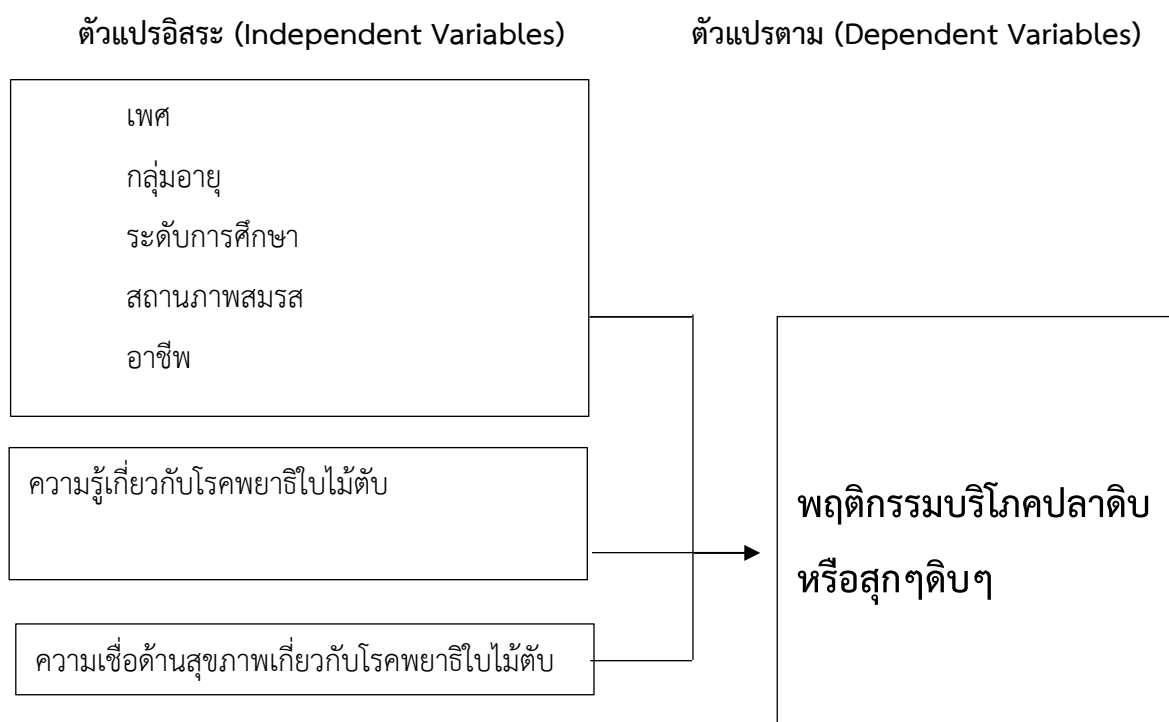 ตัวแปรอิสระ (Independent Variables)
ตัวแปรตาม (Dependent Variables)
เพศ
กลุ่มอายุ
ระดับการศึกษา
สถานภาพสมรส
อาชีพ
ความรู้เกี่ยวกับโรคพยาธิใบไม้ตับ
ความเชื่อด้านสุขภาพเกี่ยวกับโรคพยาธิใบไม้ตับ
พฤติกรรมบริโภคปลาดิบ
หรือสุกๆดิบๆ